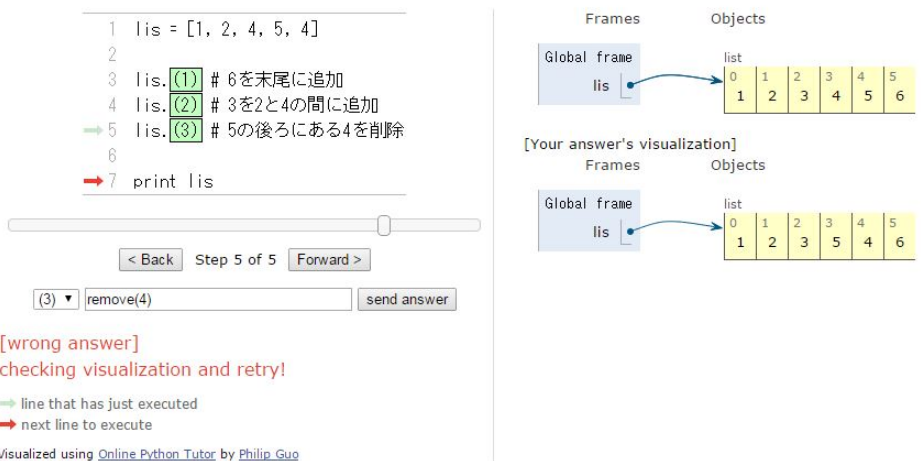 1 lis = [1, 2, 4, 5, 4]
2
3 lis.(1) # 6を末尾に追加
4 lis.(2) # 3を2と4の間に追加
5 lis.(3) # 5の後ろにある4を削除
6
7 print lis
< Back Step 5 of 5 Forward >
(3) ▼ remove(4) send answer
[wrong answer]
checking visualization and retry!
line that has just executed
next line to execute
Visualized using Online Python Tutor by Philip Guo
Frames Objects
Global frame
lis
list
0 1 2 3 4 5
1 2 3 4 5 6
[Your answer's visualization]
Frames Objects
Global frame
lis
list
0 1 2 3 4 5
1 2 3 5 4 6